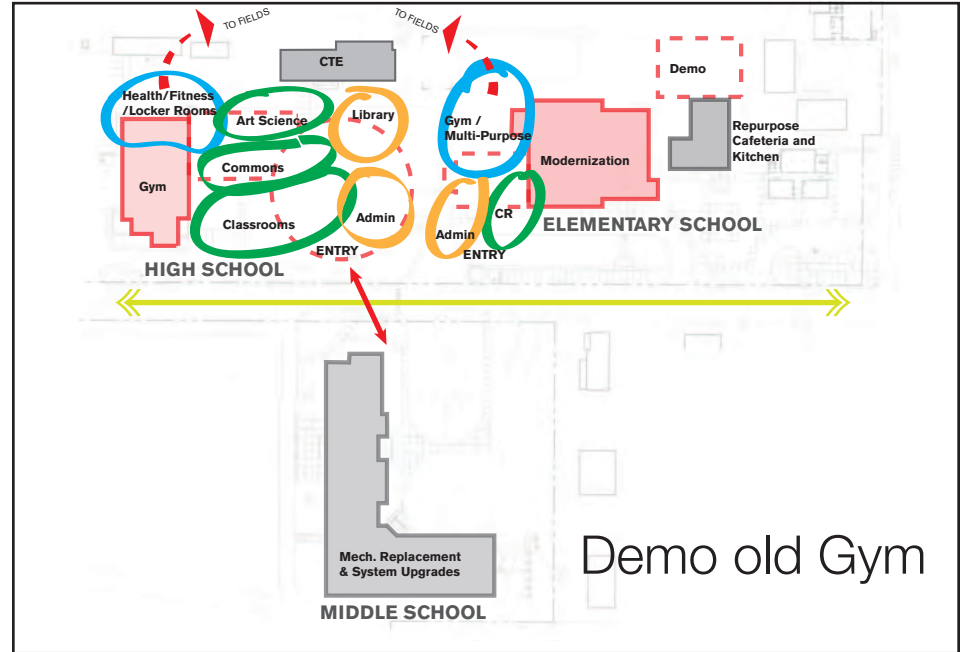 TO FIELDS
TO FIELDS
CTE
Demo
Health/Fitness
/Locker Rooms
Art Science
Library
Gym /
Multi-Purpose
Repurpose
Cafeteria and
Kitchen
Modernization
Commons
Gym
Classrooms
Admin
CR
Admin
ELEMENTARY SCHOOL
ENTRY
ENTRY
HIGH SCHOOL
Mech. Replacement
& System Upgrades
Demo old Gym
MIDDLE SCHOOL